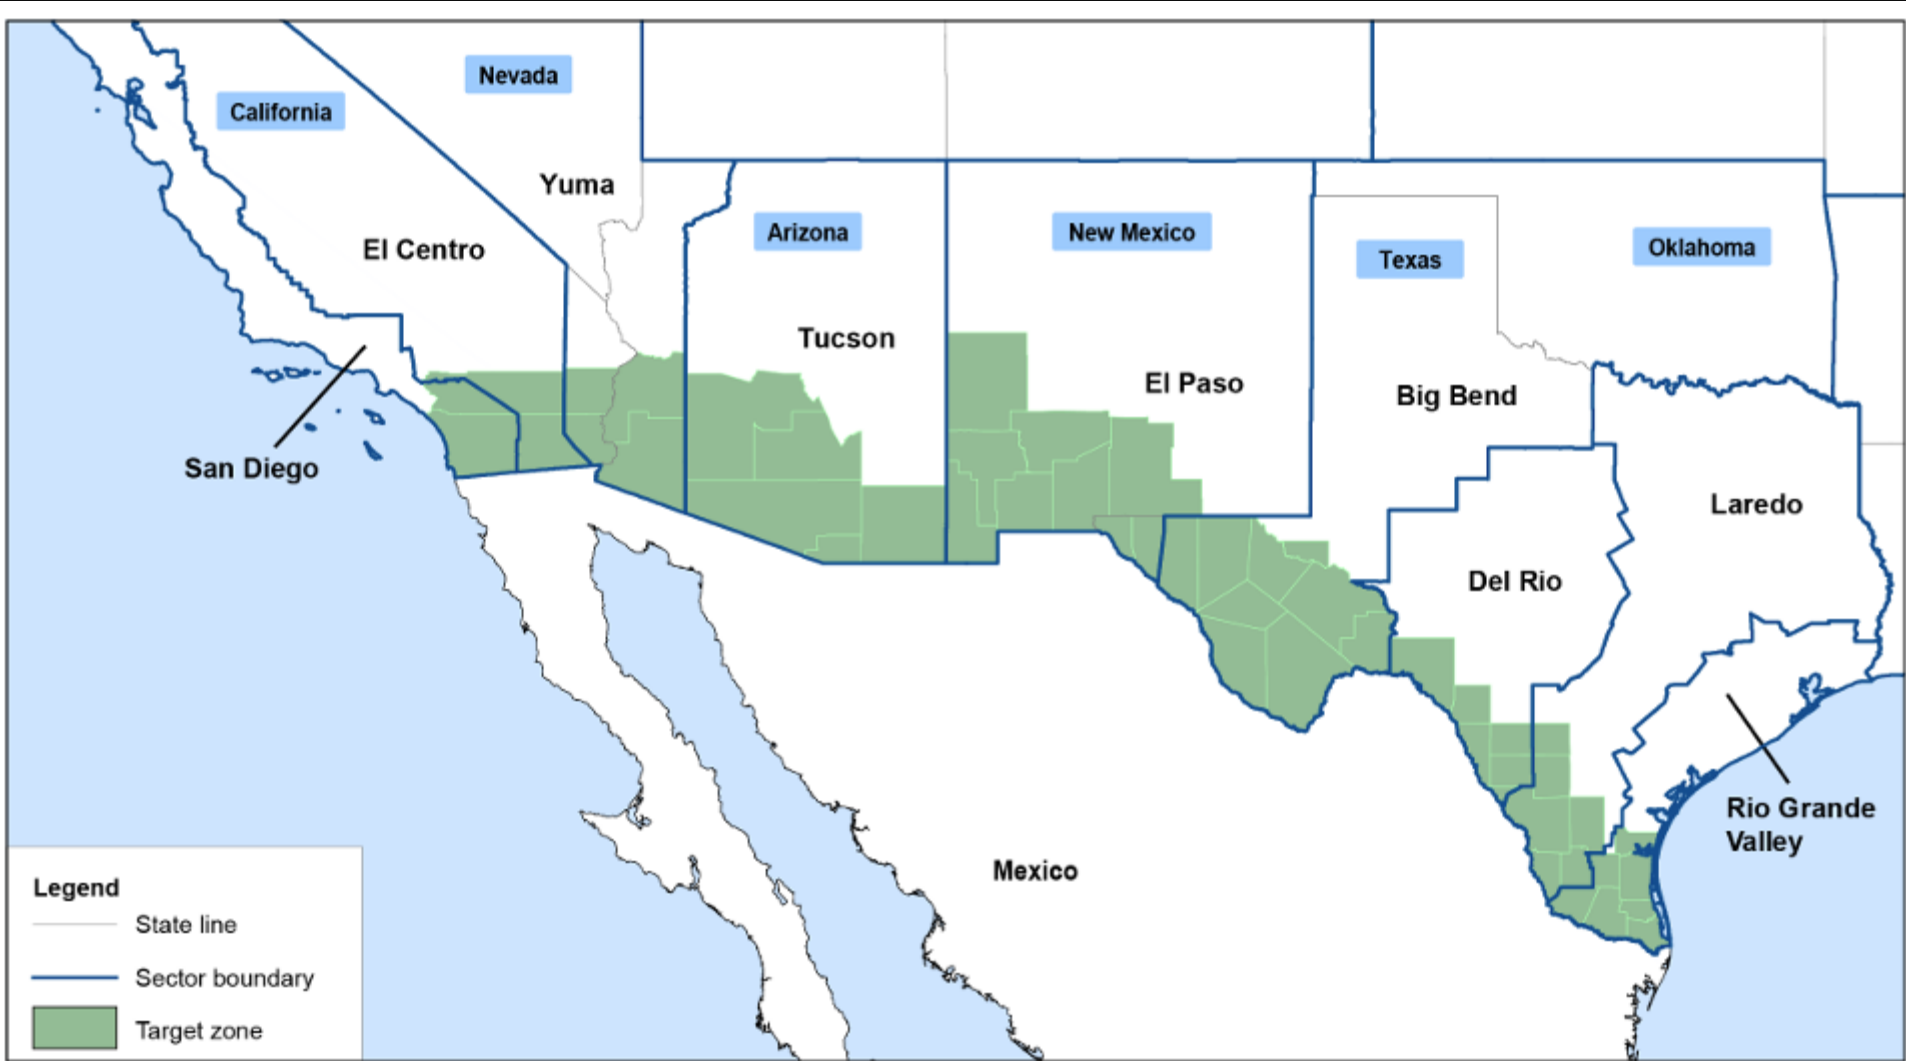 Nevada
California
Yuma
Arizona
New Mexico
Oklahoma
Texas
El Centro
Tucson
El Paso
Big Bend
San Diego
Laredo
Del Rio
Rio Grande
Valley
Mexico
Legend
State line
Sector boundary
Target zone